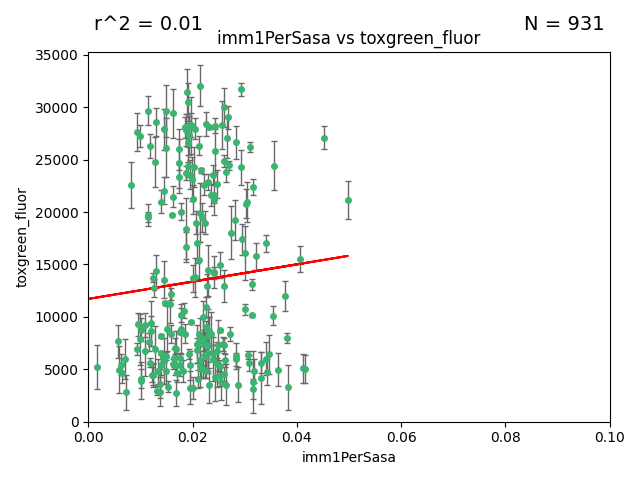 r^2 = 0.01
N = 931
imm1PerSasa vs toxgreen_fluor
35000
30000
25000
20000
15000
10000
5000
0
toxgreen_fluor
0.00
0.02
0.04
0.06
0.08
0.10
imm1PerSasa